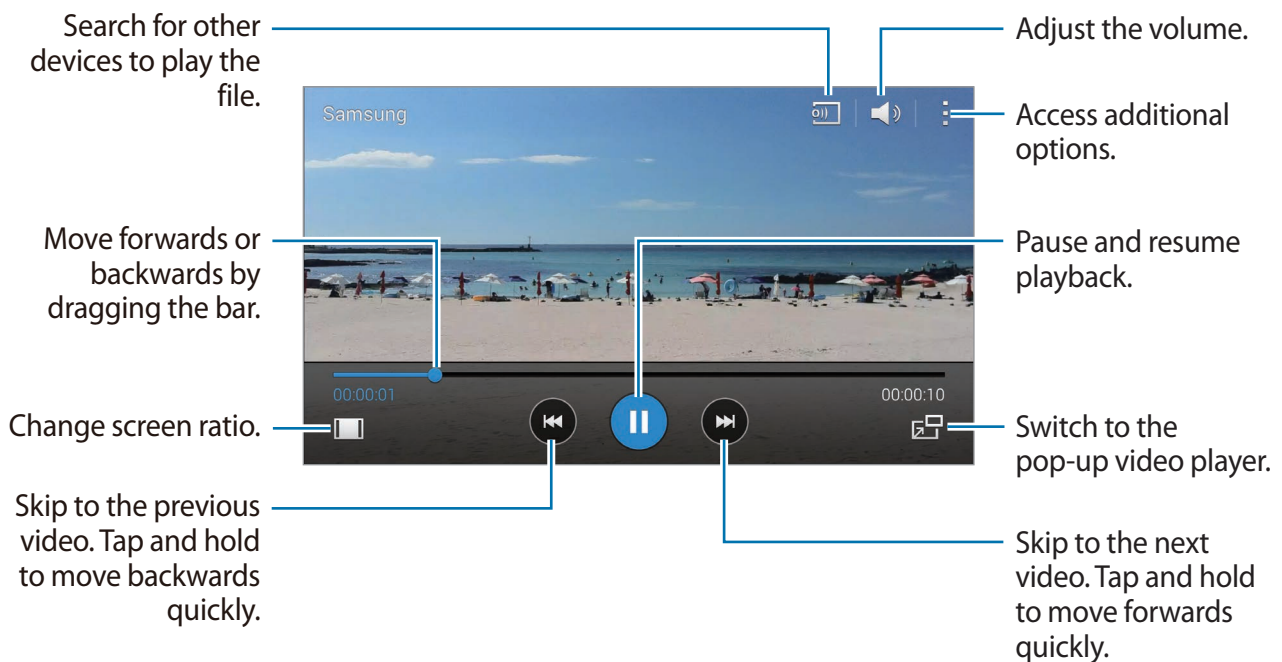 Search for other
devices to play the
file.
Adjust the volume.
Samsung
Access additional
options.
Move forwards or
backwards by
dragging the bar.
Pause and resume
playback.
00:00:01
00:00:10
Change screen ratio.
Switch to the
pop-up video player.
Skip to the previous
video. Tap and hold
to move backwards
quickly.
Skip to the next
video. Tap and hold
to move forwards
quickly.